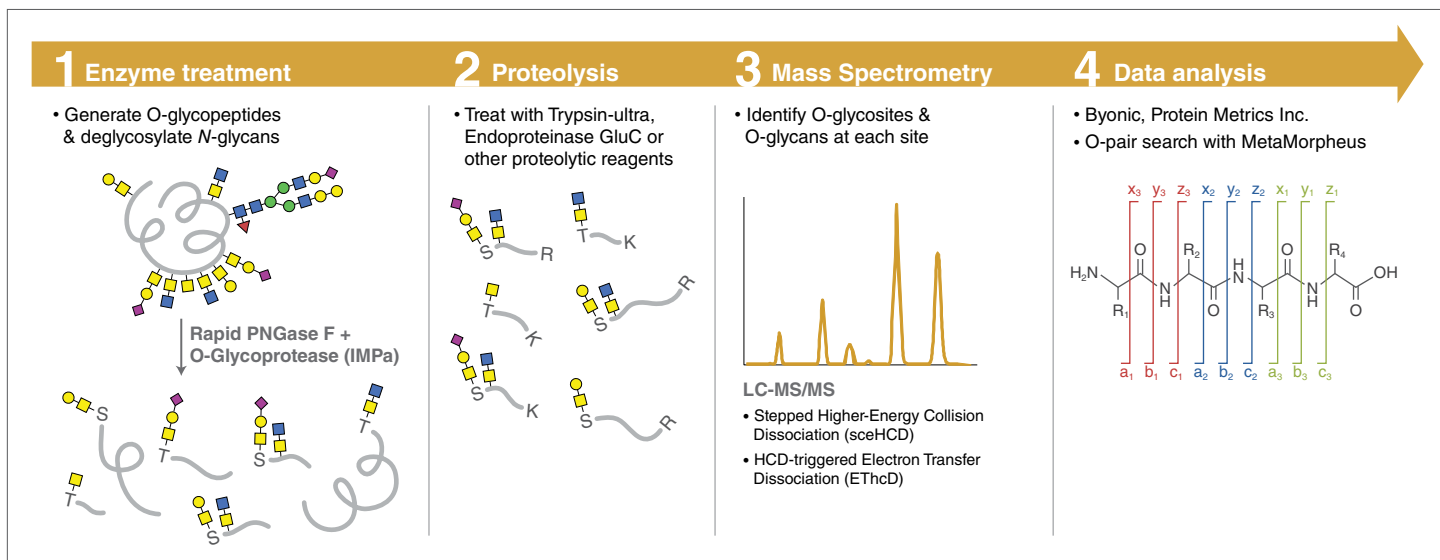 1 Enzyme treatment
• Generate O-glycopeptides
& deglycosylate N-glycans
Rapid PNGase F +
O-Glycoprotease (IMPa)
S
T
S
T
T
S
2 Proteolysis
• Treat with Trypsin-ultra,
Endoproteinase GluC or
other proteolytic reagents
S R
T K
T K
S R
S K
S R
3 Mass Spectrometry
• Identify O-glycosites &
O-glycans at each site
LC-MS/MS
• Stepped Higher-Energy Collision
Dissociation (sceHCD)
• HCD-triggered Electron Transfer
Dissociation (EThcD)
4 Data analysis
• Byonic, Protein Metrics Inc.
• O-pair search with MetaMorpheus
x3 y3 z3 x2 y2 z2 x1 y1 z1
O R2 O R4
H2N N H H N N H OH
R1 O R3 O
a1 b1 c1 a2 b2 c2 a3 b3 c3